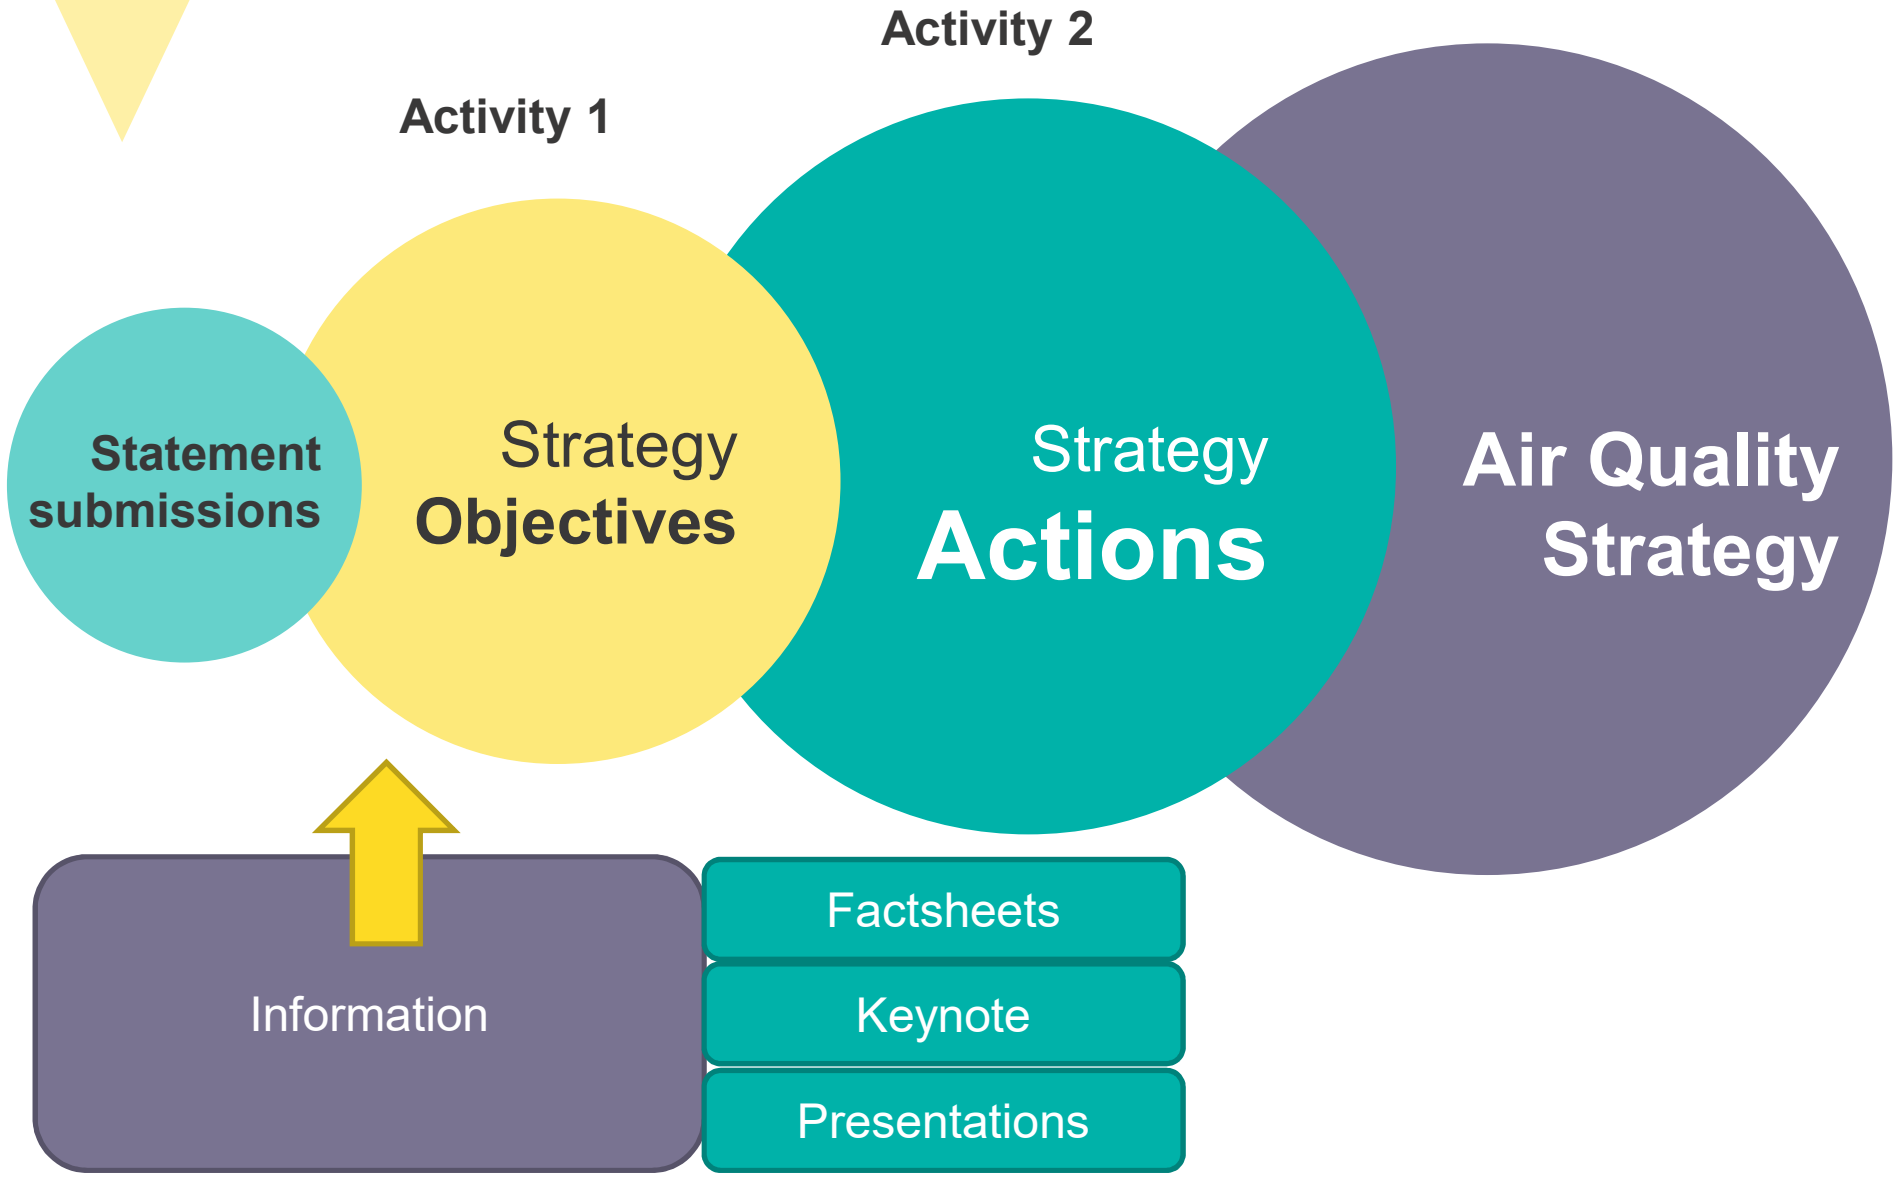 Activity 2
Activity 1
Statement
submissions
Strategy
Objectives
Strategy
Actions
Air Quality
Strategy
Information
Factsheets
Keynote
Presentations